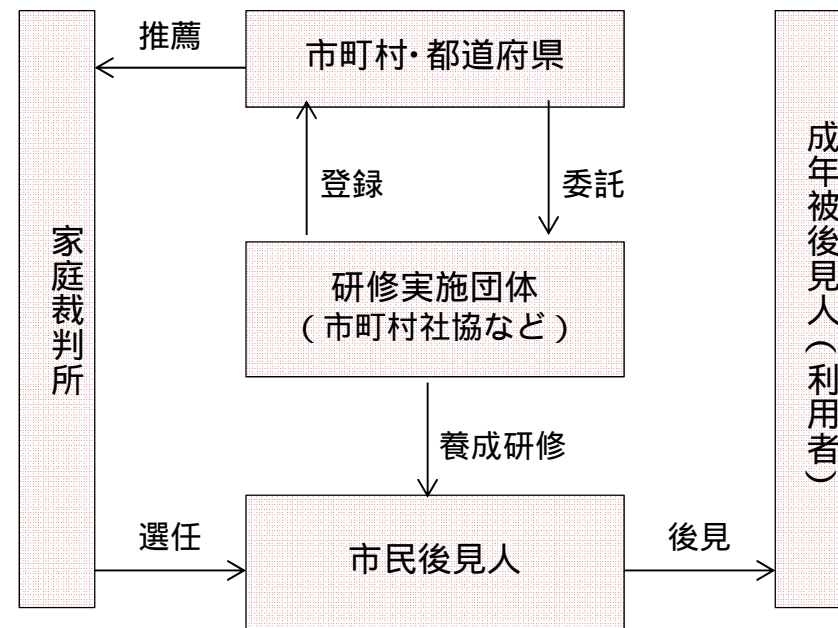 推薦
市町村・都道府県
登録
委託
家庭裁判所
研修実施団体
(市町村社協など)
養成研修
選任
市民後見人
後見
成年被後見人(利用者)